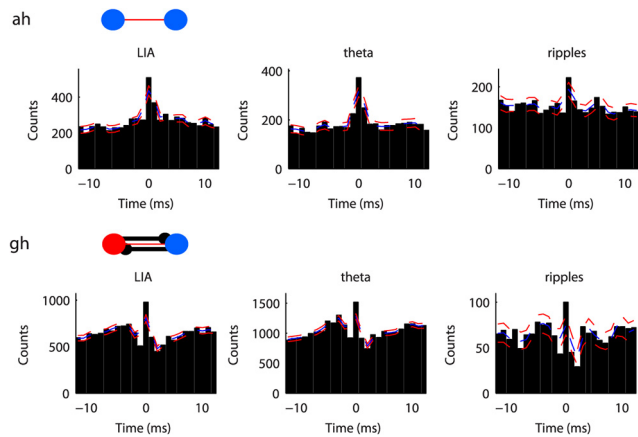 ah
LIA
theta
ripples
Counts
400
200
0
Counts
400
200
0
Counts
200
100
0
−10 0 10
−10 0 10
−10 0 10
Time (ms)
Time (ms)
Time (ms)
gh
LIA
theta
ripples
Counts
1000
500
0
Counts
1500
1000
500
0
Counts
100
50
0
−10 0 10
−10 0 10
−10 0 10
Time (ms)
Time (ms)
Time (ms)